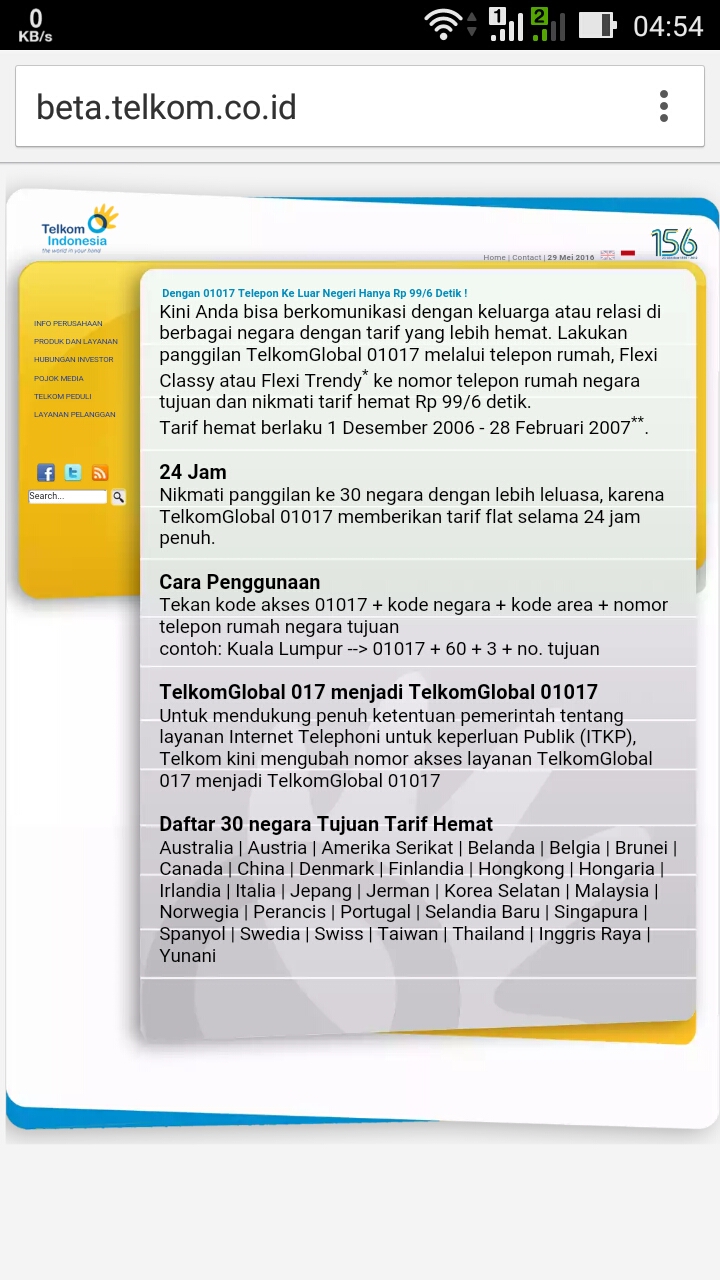 0
KB/s
1
2
04:54
beta.telkom.co.id
Telkom
Indonesia
the world in your hand
156
Home | Contact | 29 Mei 2016
INFO PERUSAHAAN
PRODUK DAN LAYANAN
HUBUNGAN INVESTOR
POJOK MEDIA
TELKOM PEDULI
LAYANAN PELANGGAN
Search...
Dengan 01017 Telepon Ke Luar Negeri Hanya Rp 99/6 Detik !
Kini Anda bisa berkomunikasi dengan keluarga atau relasi di
berbagai negara dengan tarif yang lebih hemat. Lakukan
panggilan TelkomGlobal 01017 melalui telepon rumah, Flexi
Classy atau Flexi Trendy* ke nomor telepon rumah negara
tujuan dan nikmati tarif hemat Rp 99/6 detik.
Tarif hemat berlaku 1 Desember 2006 - 28 Februari 2007**.
24 Jam
Nikmati panggilan ke 30 negara dengan lebih leluasa, karena
TelkomGlobal 01017 memberikan tarif flat selama 24 jam
penuh.
Cara Penggunaan
Tekan kode akses 01017 + kode negara + kode area + nomor
telepon rumah negara tujuan
contoh: Kuala Lumpur --> 01017 + 60 + 3 + no. tujuan
TelkomGlobal 017 menjadi TelkomGlobal 01017
Untuk mendukung penuh ketentuan pemerintah tentang
layanan Internet Telephoni untuk keperluan Publik (ITKP),
Telkom kini mengubah nomor akses layanan TelkomGlobal
017 menjadi TelkomGlobal 01017
Daftar 30 negara Tujuan Tarif Hemat
Australia | Austria | Amerika Serikat | Belanda | Belgia | Brunei |
Canada | China | Denmark | Finlandia | Hongkong | Hongaria |
Irlandia | Italia | Jepang | Jerman | Korea Selatan | Malaysia |
Norwegia | Perancis | Portugal | Selandia Baru | Singapura |
Spanyol | Swedia | Swiss | Taiwan | Thailand | Inggris Raya |
Yunani